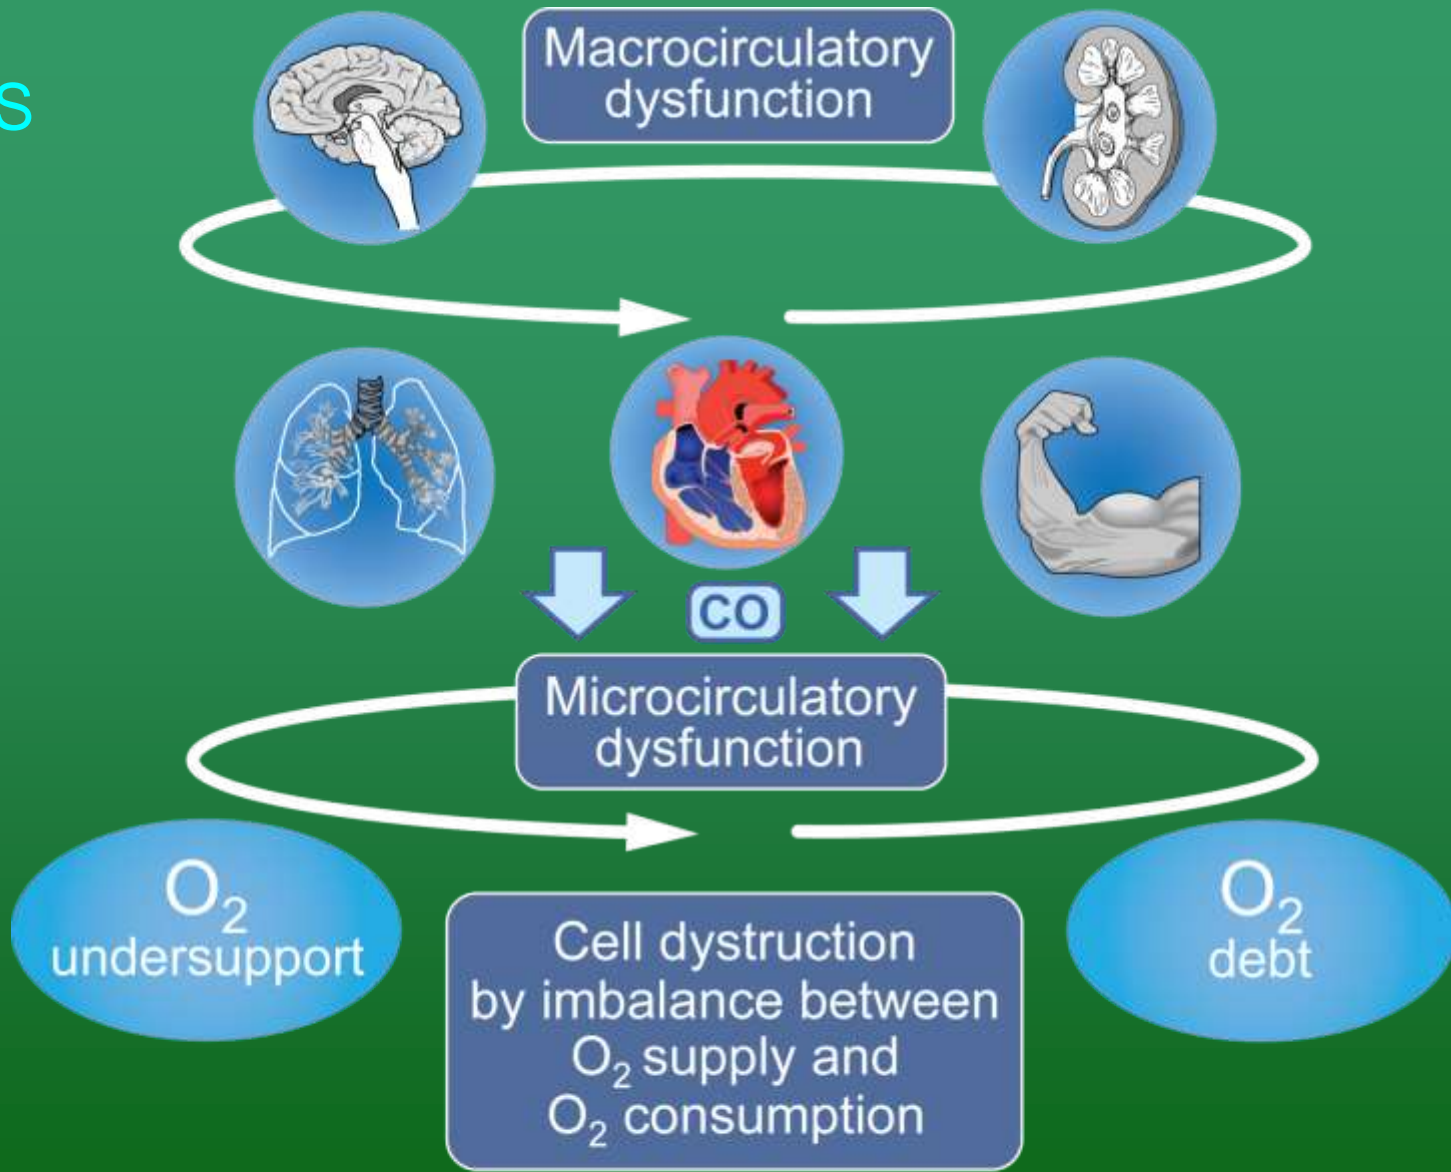 s
Macrocirculatory
dysfunction
CO
Microcirculatory
dysfunction
O₂
undersupport
O₂
debt
Cell dystruction
by imbalance between
O₂ supply and
O₂ consumption